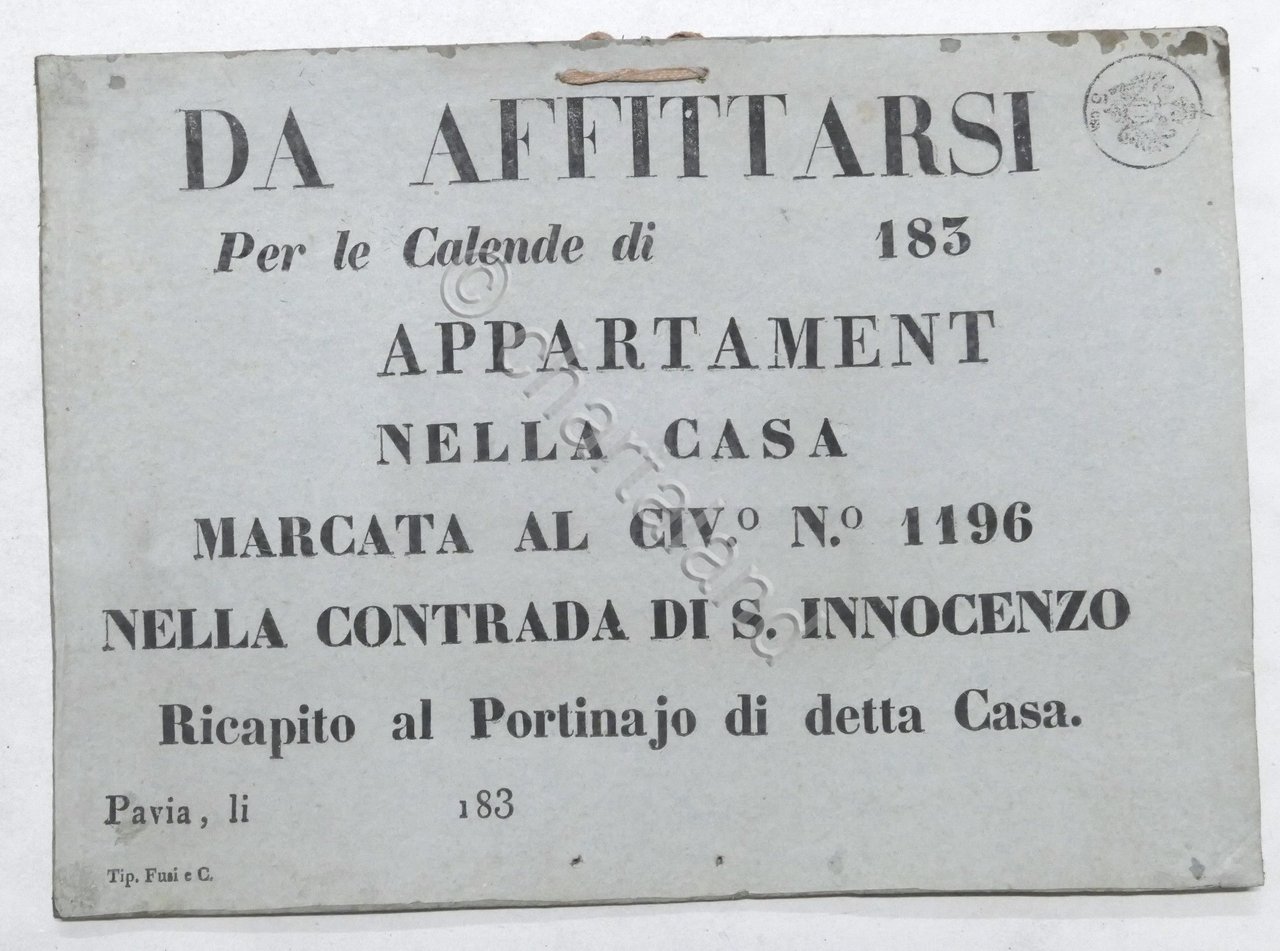 DA AFFITTARSI
Per le Calende di 183
APPARTAMENT
NELLA CASA
MARCATA AL CIV.º N.º 1196
NELLA CONTRADA DI S. INNOCENZO
Ricapito al Portinajo di detta Casa.
Pavia, li 183
Tip. Fusi e C.
© chartaland